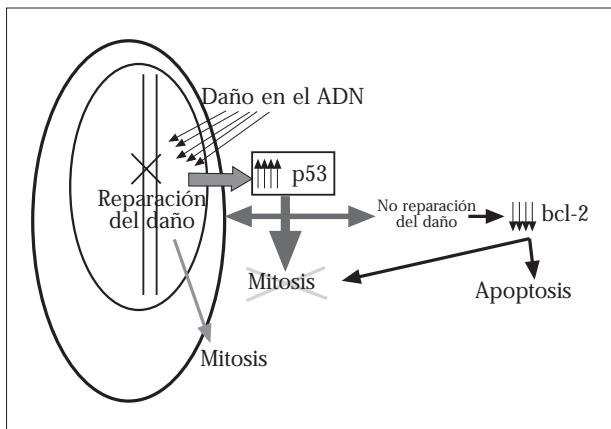 Daño en el ADN
p53
Reparación
del daño
No reparación
del daño
bcl-2
Mitosis
Apoptosis
Mitosis